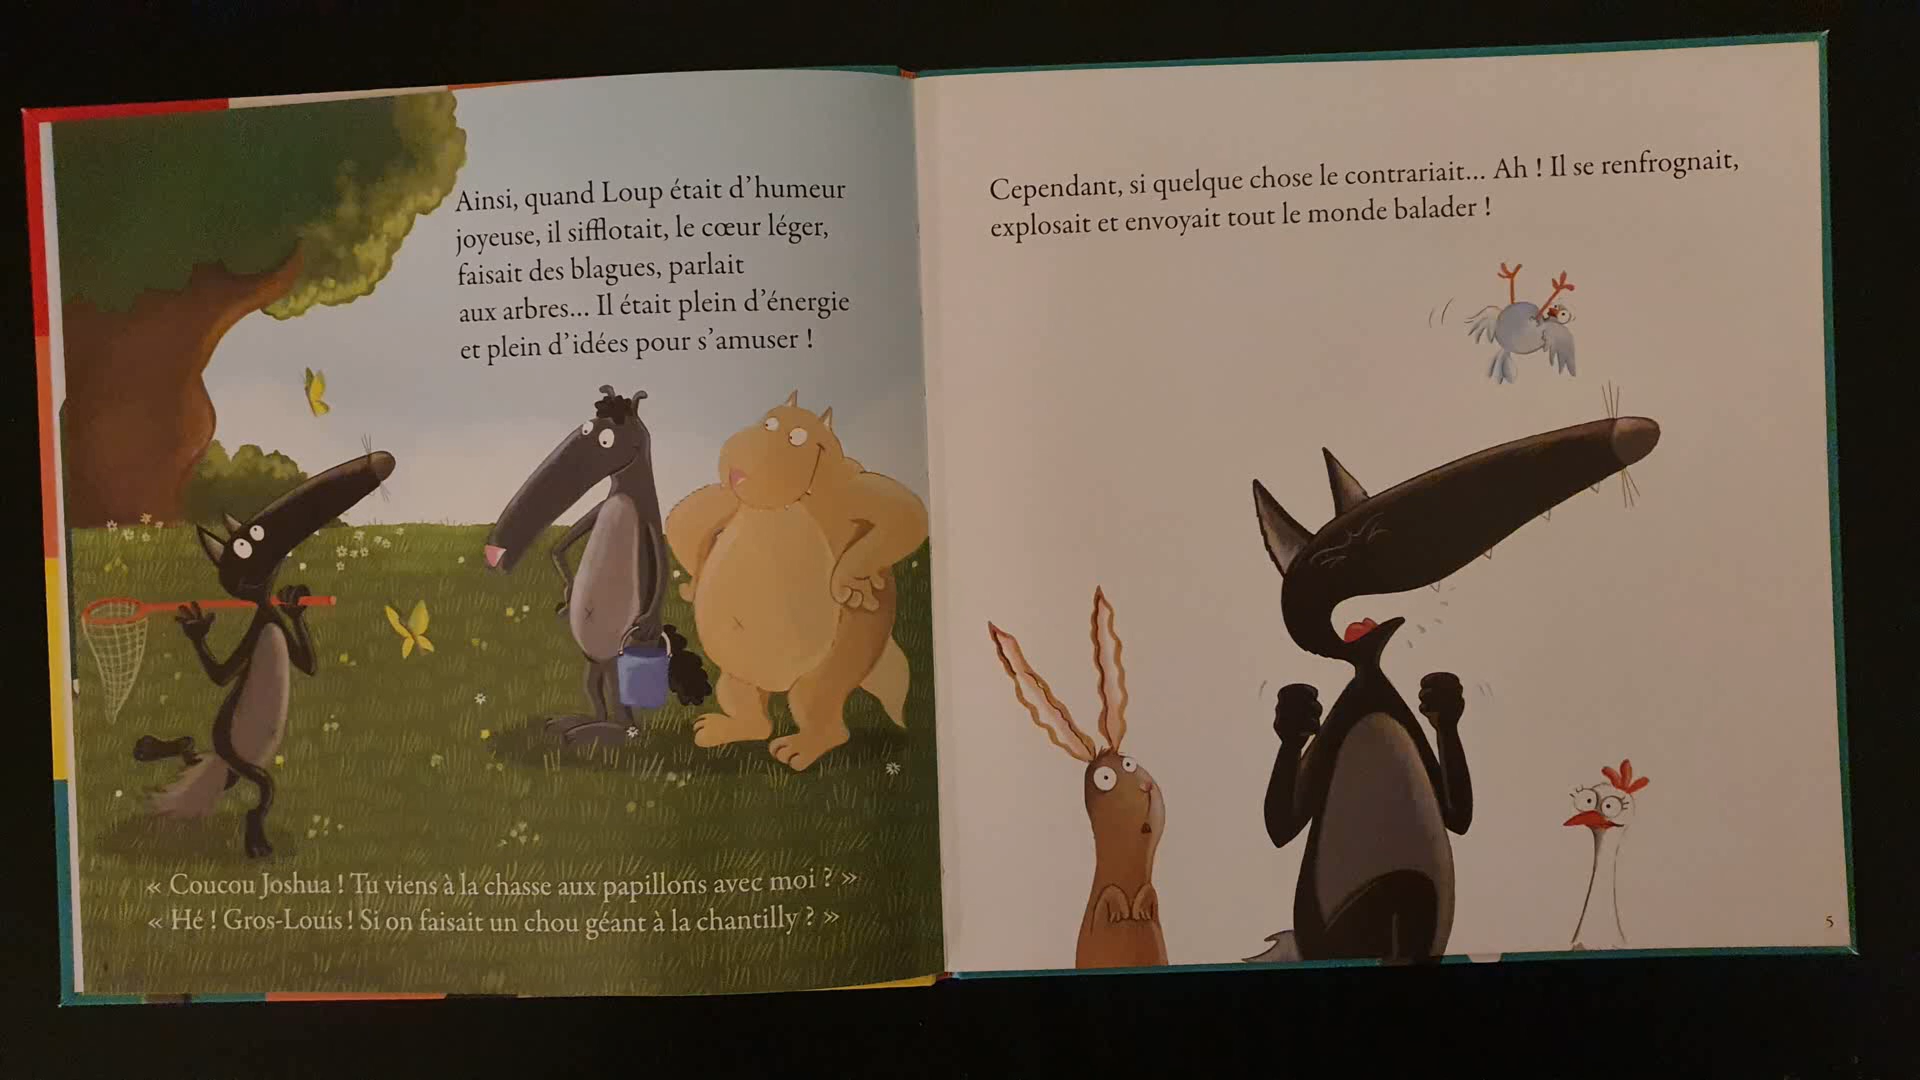 Ainsi, quand Loup était d'humeur
joyeuse, il sifflotait, le cœur léger,
faisait des blagues, parlait
aux arbres... Il était plein d'énergie
et plein d'idées pour s'amuser !
« Coucou Joshua ! Tu viens à la chasse aux papillons avec moi ? »
« Hé ! Gros-Louis ! Si on faisait un chou géant à la chantilly ? »
Cependant, si quelque chose le contrariait... Ah ! Il se renfrognait,
explosait et envoyait tout le monde balader !
5